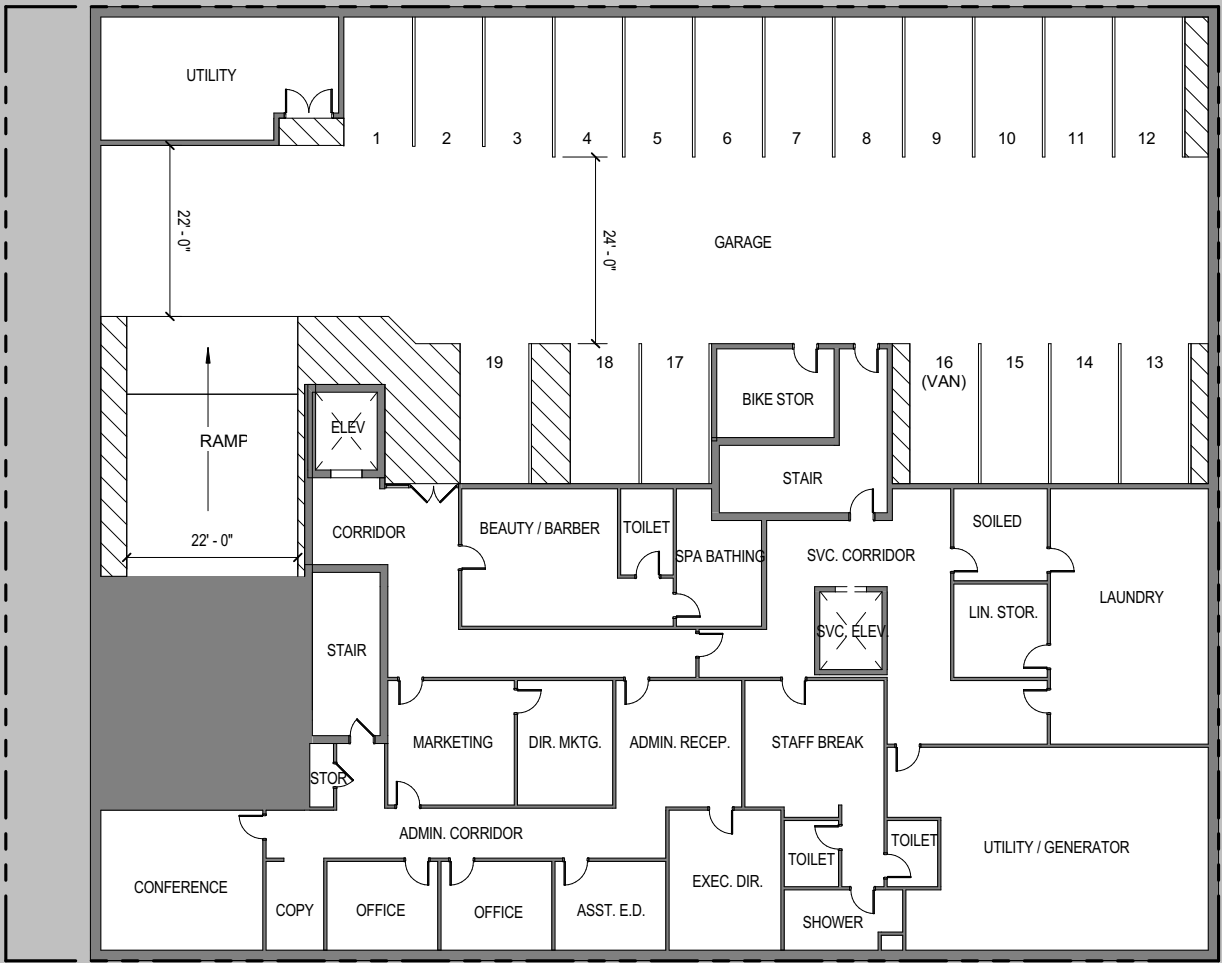 UTILITY
1
2
3
4
5
6
7
8
9
10
11
12
22' - 0"
24' - 0"
GARAGE
19
18
17
16
(VAN)
15
14
13
BIKE STOR
ELEV
RAMP
STAIR
22' - 0"
CORRIDOR
BEAUTY / BARBER
TOILET
SPA BATHING
SVC. CORRIDOR
SOILED
LAUNDRY
LIN. STOR.
SVC. ELEV.
STAIR
MARKETING
DIR. MKTG.
ADMIN. RECEP.
STAFF BREAK
STOR
ADMIN. CORRIDOR
TOILET
TOILET
UTILITY / GENERATOR
CONFERENCE
EXEC. DIR.
COPY
OFFICE
OFFICE
ASST. E.D.
SHOWER